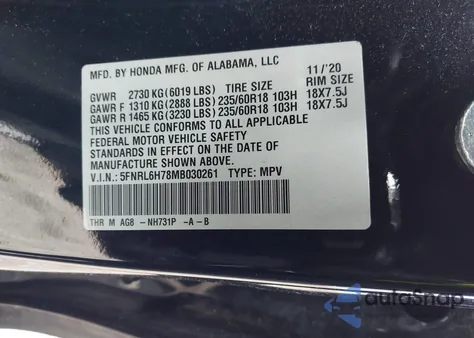 MFD. BY HONDA MFG. OF ALABAMA, LLC 11/'20
GVWR 2730 KG (6019 LBS) TIRE SIZE RIM SIZE
GAWR F 1310 KG (2888 LBS) 235/60R18 103H 18X7.5J
GAWR R 1465 KG (3230 LBS) 235/60R18 103H 18X7.5J
THIS VEHICLE CONFORMS TO ALL APPLICABLE
FEDERAL MOTOR VEHICLE SAFETY
STANDARDS IN EFFECT ON THE DATE OF
MANUFACTURE SHOWN ABOVE.
V.I.N.: 5FNRL6H78MB030261 TYPE: MPV
THR M AG8 -NH731P -A -B
autoSnap